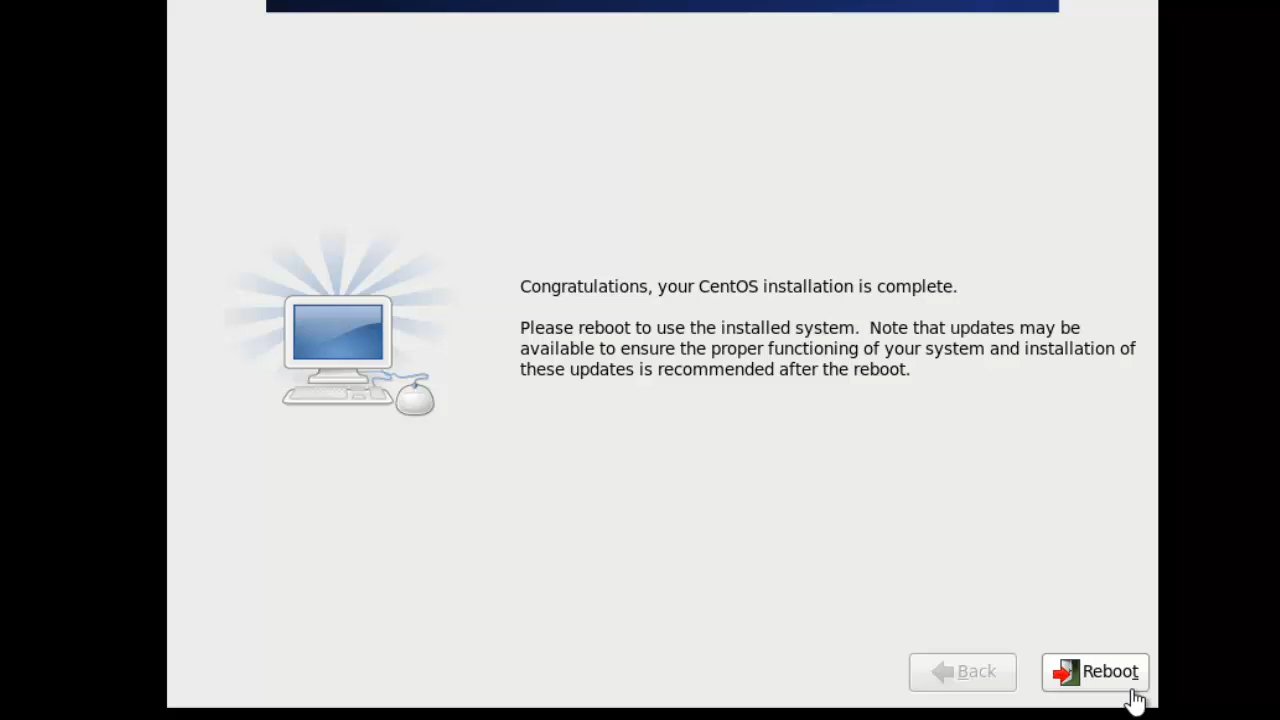 Congratulations, your CentOS installation is complete.
Please reboot to use the installed system.  Note that updates may be
available to ensure the proper functioning of your system and installation of
these updates is recommended after the reboot.
Back
Reboot